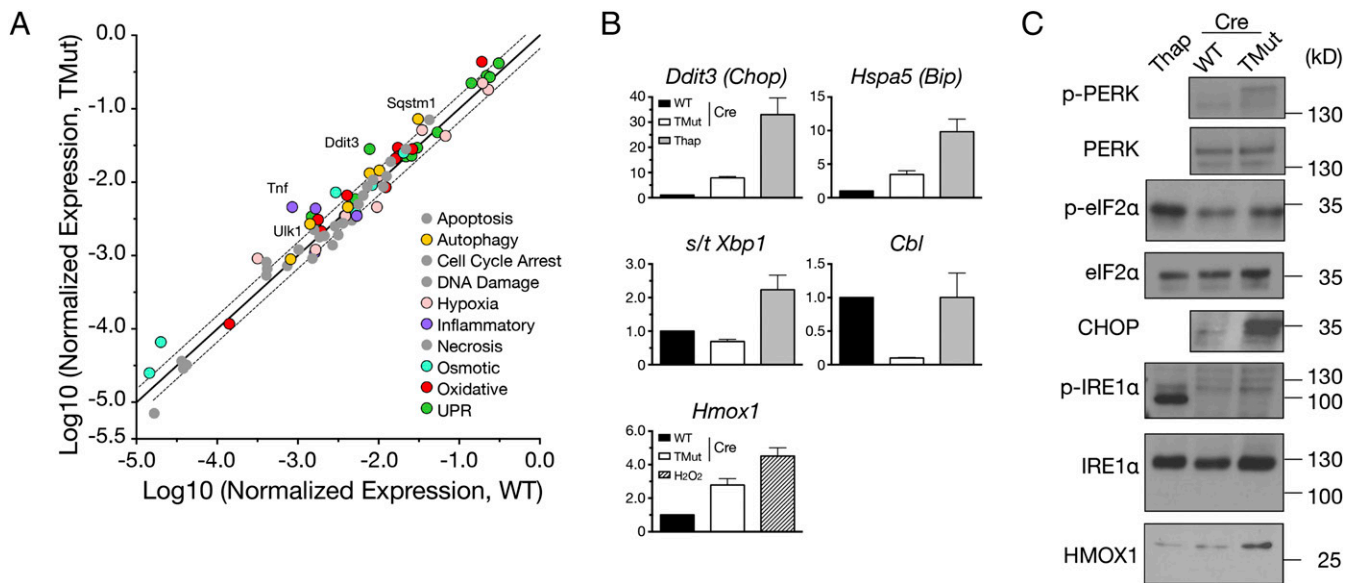 A
Log10 (Normalized Expression, TMut)
0.0
-1.0
-2.0
-3.0
-4.0
-5.0
-5.5
-5.0
-4.0
-3.0
-2.0
-1.0
0.0
Log10 (Normalized Expression, WT)
Sqstm1
Ddit3
Tnf
Ulk1
Apoptosis
Autophagy
Cell Cycle Arrest
DNA Damage
Hypoxia
Inflammatory
Necrosis
Osmotic
Oxidative
UPR
B
Ddit3 (Chop)
40
30
20
10
0
WT
TMut
Cre
Thap
Hspa5 (Bip)
15
10
5
0
s/t Xbp1
3.0
2.0
1.0
0
Cbl
1.5
1.0
0.5
0
Hmox1
6.0
4.0
2.0
0
WT
TMut
Cre
H2O2
C
Cre
Thap
WT
TMut
(kD)
p-PERK
130
PERK
130
p-eIF2α
35
eIF2α
35
CHOP
35
p-IRE1α
130
100
IRE1α
130
100
HMOX1
25